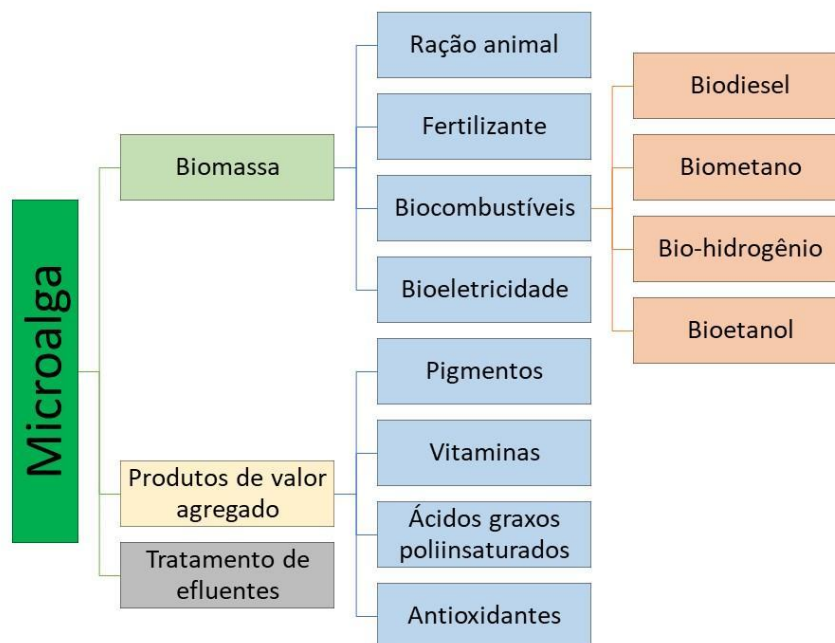 Microalga
Biomassa
Ração animal
Fertilizante
Biocombustíveis
Bioeletricidade
Biodiesel
Biometano
Bio-hidrogênio
Bioetanol
Produtos de valor
agregado
Pigmentos
Vitaminas
Ácidos graxos
poliinsaturados
Antioxidantes
Tratamento de
efluentes